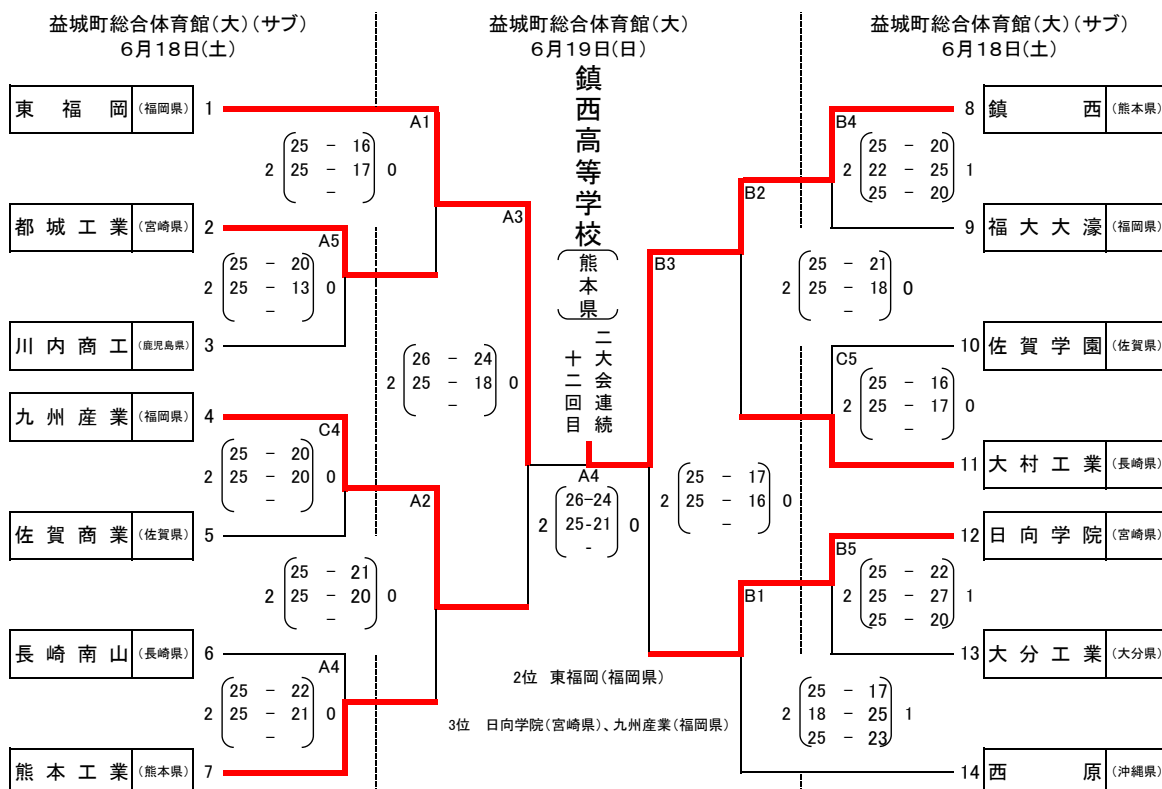 益城町総合体育館(大)(サブ)
6月18日(土)
益城町総合体育館(大)
6月19日(日)
益城町総合体育館(大)(サブ)
6月18日(土)
東福岡 (福岡県) 1
都城工業 (宮崎県) 2
川内商工 (鹿児島県) 3
九州産業 (福岡県) 4
佐賀商業 (佐賀県) 5
長崎南山 (長崎県) 6
熊本工業 (熊本県) 7
A1
25 - 16
2 25 - 17 0
-
A5
25 - 20
2 25 - 13 0
-
C4
25 - 20
2 25 - 20 0
-
A2
25 - 21
2 25 - 20 0
-
A4
25 - 22
2 25 - 21 0
-
A3
26 - 24
2 25 - 18 0
-
鎮西高等学校
(熊本県)
二大会連続
十二回目
A4
26-24
2 25-21 0
-
B3
25 - 17
2 25 - 16 0
-
2位 東福岡(福岡県)
3位 日向学院(宮崎県)、九州産業(福岡県)
B4
25 - 20
2 22 - 25 1
25 - 20
B2
25 - 21
2 25 - 18 0
-
C5
25 - 16
2 25 - 17 0
-
B5
25 - 22
2 25 - 27 1
25 - 20
B1
25 - 17
2 18 - 25 1
25 - 23
8 鎮西 (熊本県)
9 福大大濠 (福岡県)
10 佐賀学園 (佐賀県)
11 大村工業 (長崎県)
12 日向学院 (宮崎県)
13 大分工業 (大分県)
14 西原 (沖縄県)